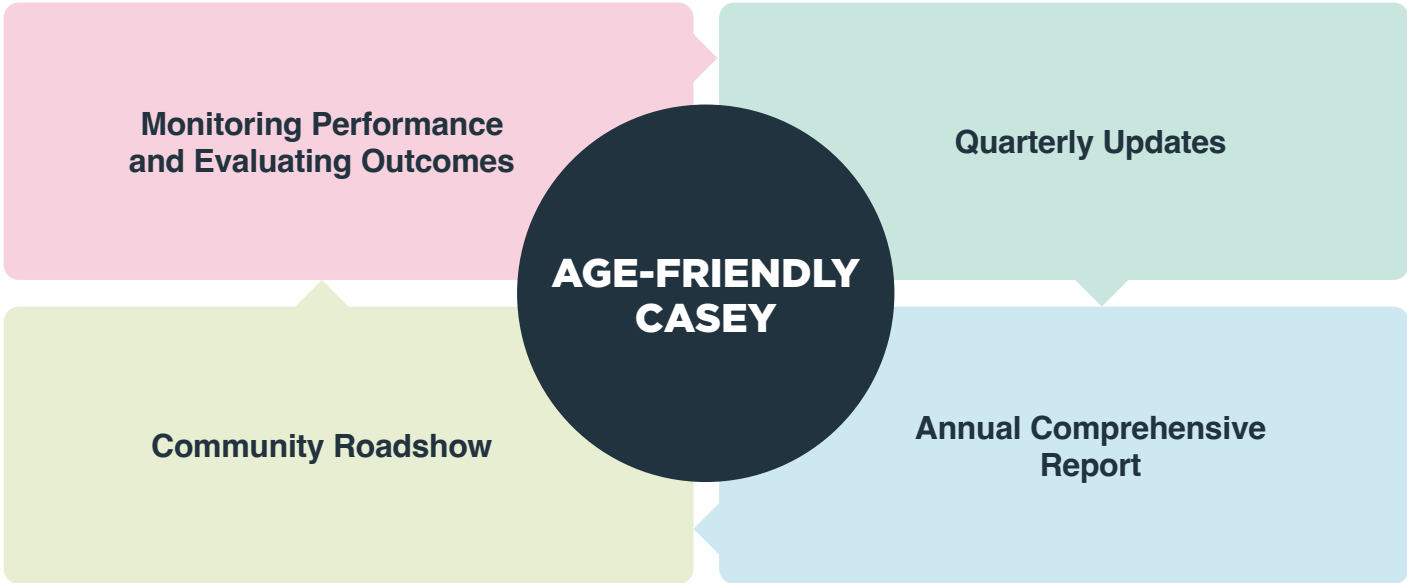 Monitoring Performance
and Evaluating Outcomes
Quarterly Updates
AGE-FRIENDLY
CASEY
Community Roadshow
Annual Comprehensive
Report